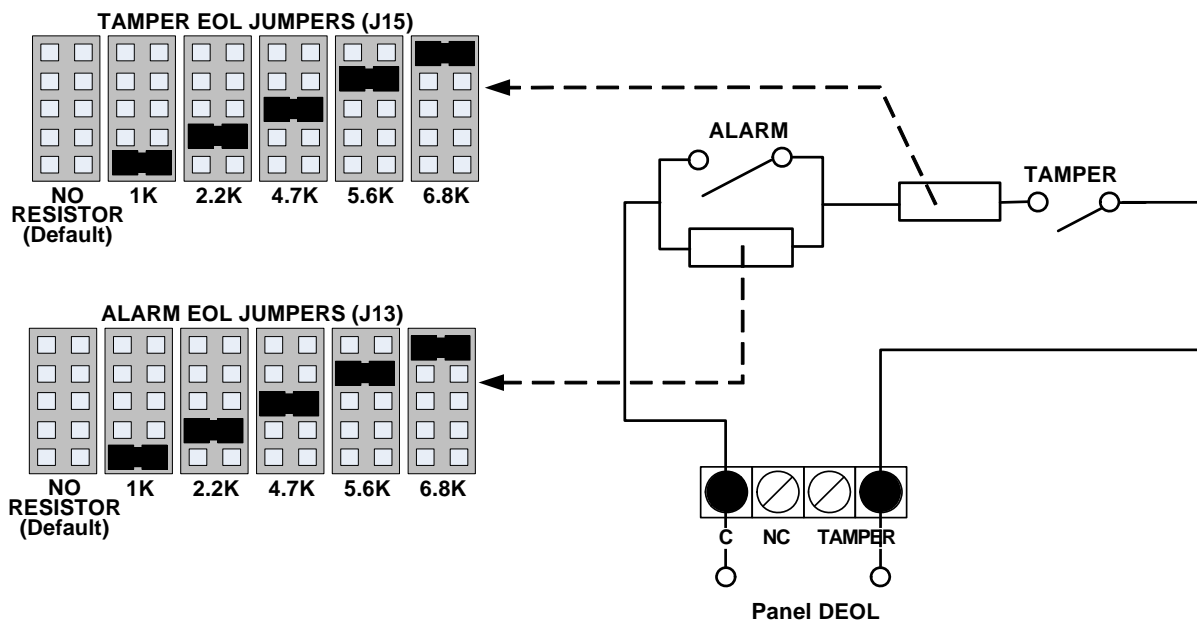 TAMPER EOL JUMPERS (J15)
NO
RESISTOR
(Default)
1K
2.2K
4.7K
5.6K
6.8K
ALARM
TAMPER
ALARM EOL JUMPERS (J13)
NO
RESISTOR
(Default)
1K
2.2K
4.7K
5.6K
6.8K
C
NC
TAMPER
Panel DEOL